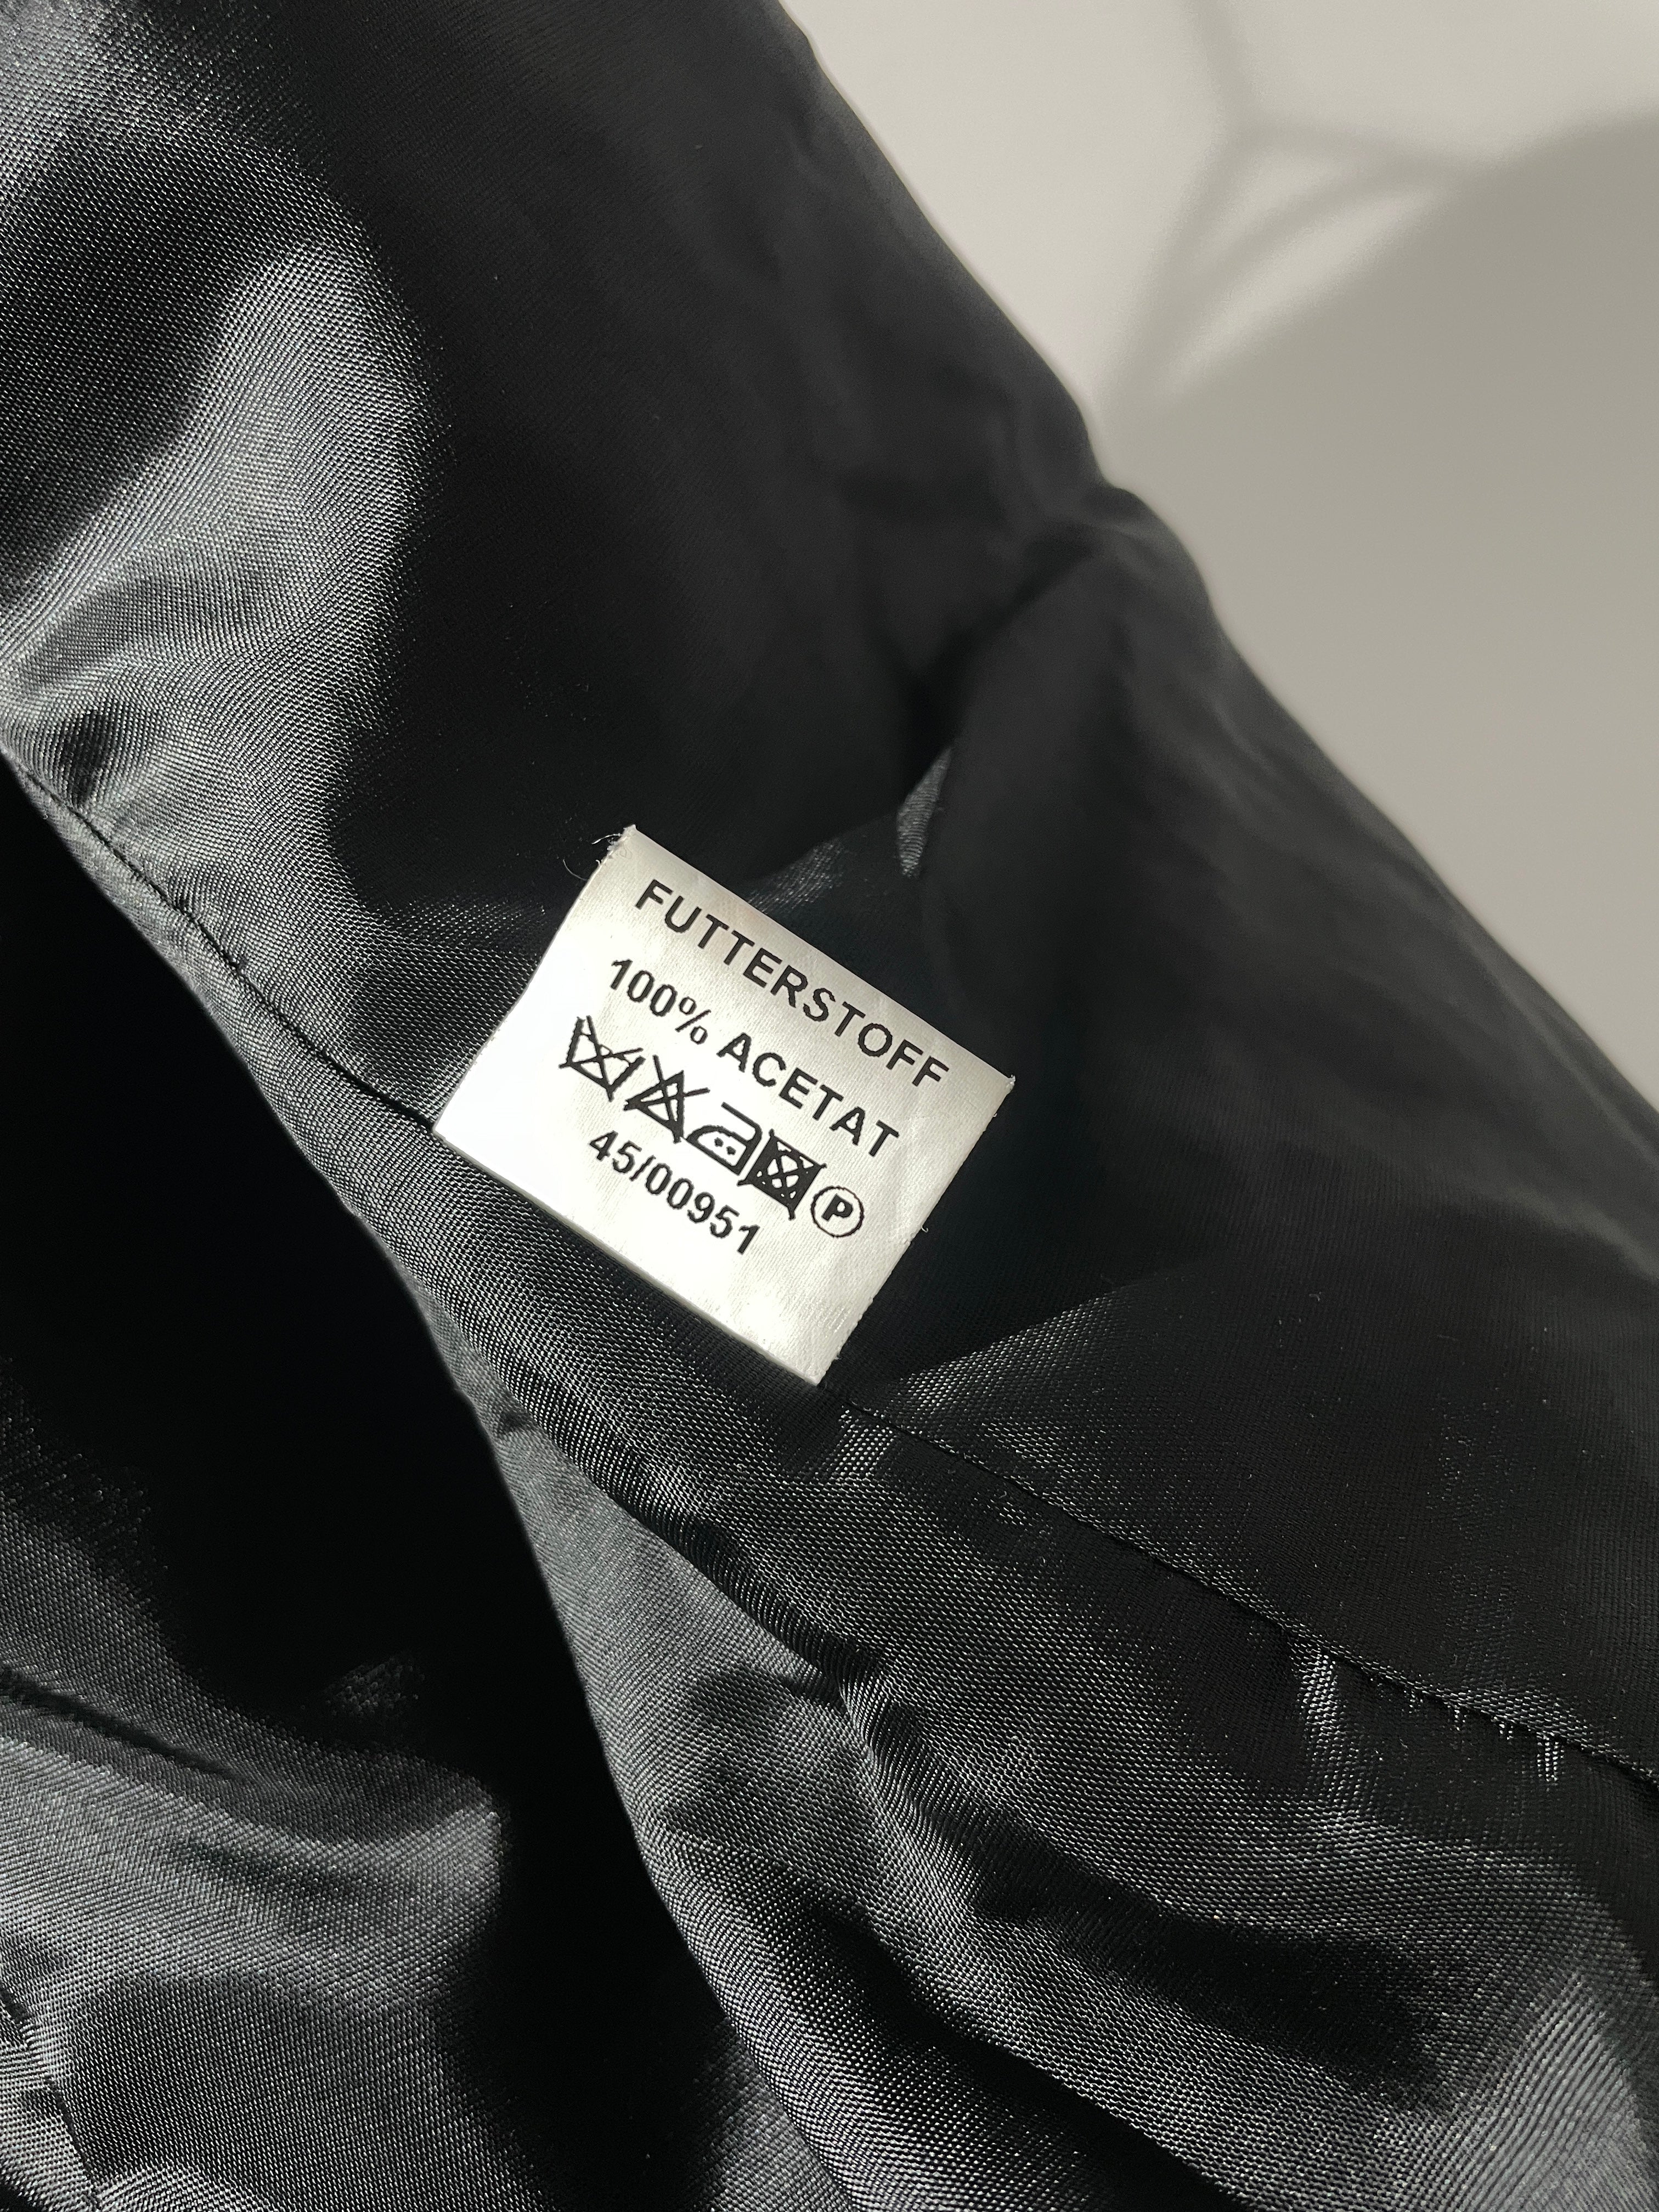 FUTTERSTOFF
100% ACETAT
P
45/00951